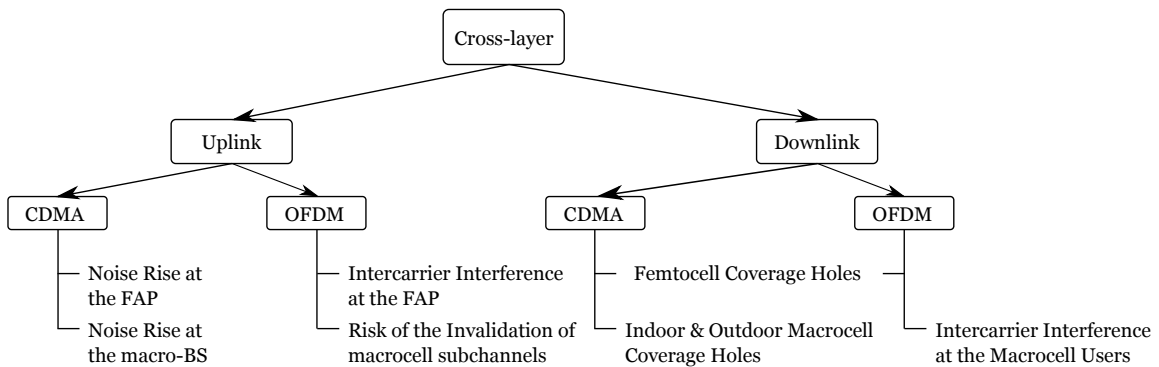 Cross-layer
Uplink
Downlink
CDMA
OFDM
CDMA
OFDM
Noise Rise at
the FAP
Noise Rise at
the macro-BS
Intercarrier Interference
at the FAP
Risk of the Invalidation of
macrocell subchannels
Femtocell Coverage Holes
Indoor & Outdoor Macrocell
Coverage Holes
Intercarrier Interference
at the Macrocell Users